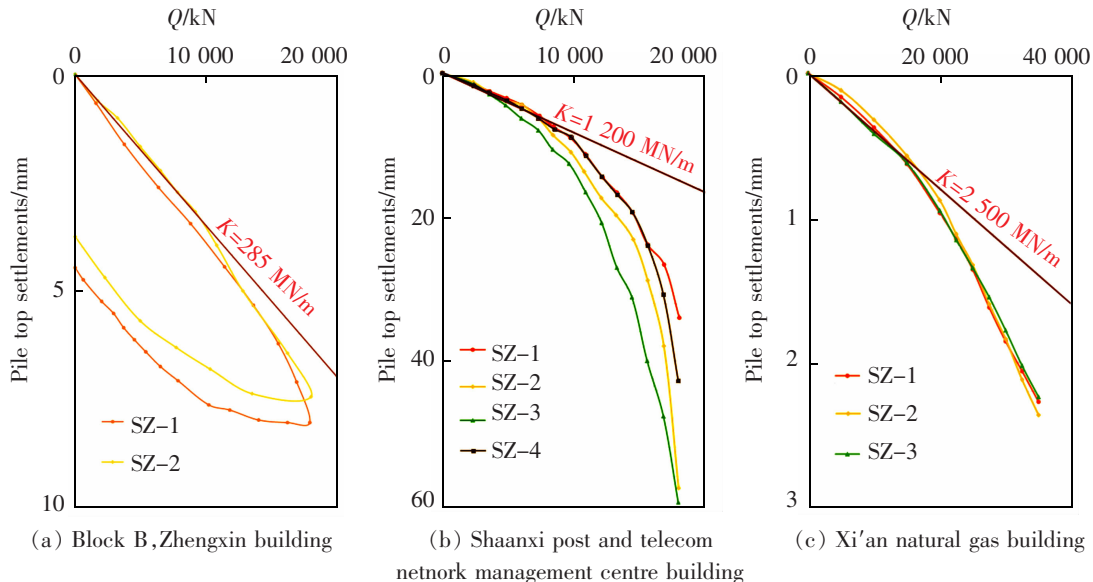 Q/kN
0 10 000 20 000
0
5
10
Pile top settlements/mm
K=285 MN/m
SZ-1
SZ-2
(a) Block B,Zhengxin building
Q/kN
0 10 000 20 000
0
20
40
60
Pile top settlements/mm
K=1 200 MN/m
SZ-1
SZ-2
SZ-3
SZ-4
(b) Shaanxi post and telecom
netnork management centre building
Q/kN
0 20 000 40 000
0
1
2
3
Pile top settlements/mm
K=2 500 MN/m
SZ-1
SZ-2
SZ-3
(c) Xi′an natural gas building